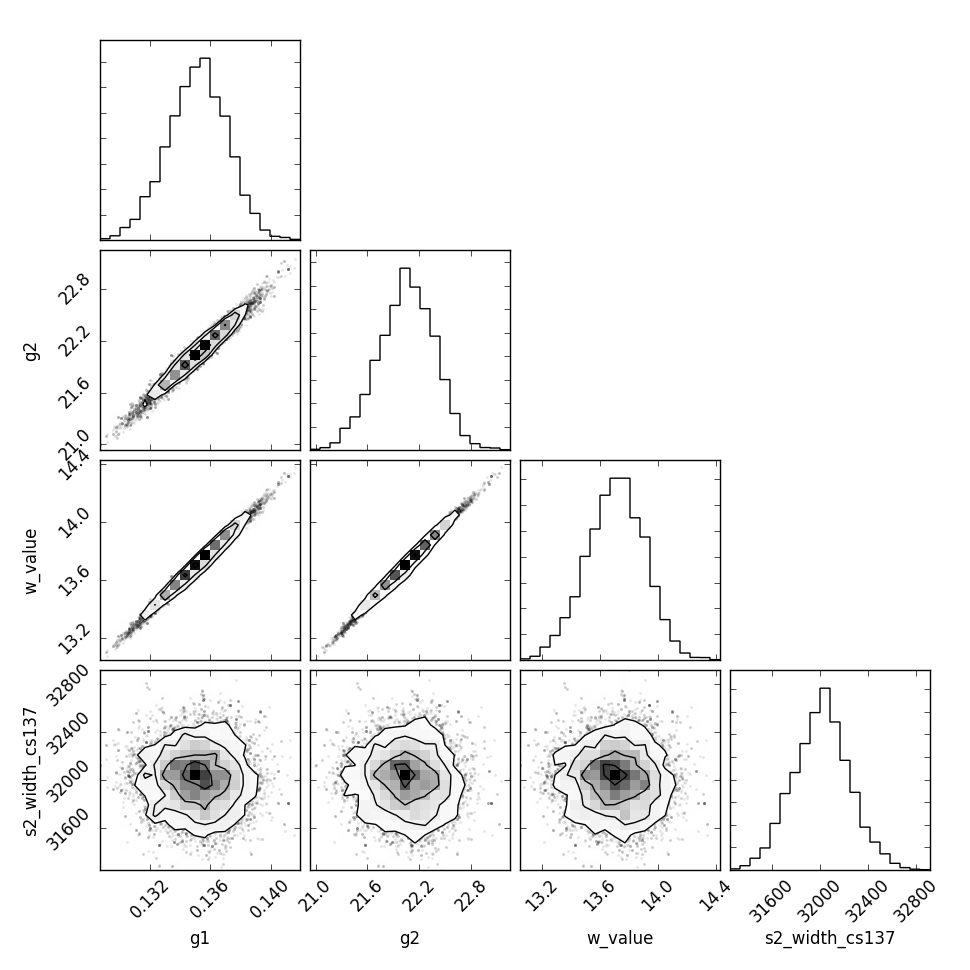 g2
22.8
22.2
21.6
21.0
w_value
14.4
14.0
13.6
13.2
s2_width_cs137
32800
32400
32000
31600
0.132 0.136 0.140
g1
21.0 21.6 22.2 22.8
g2
13.2 13.6 14.0 14.4
w_value
31600 32000 32400 32800
s2_width_cs137